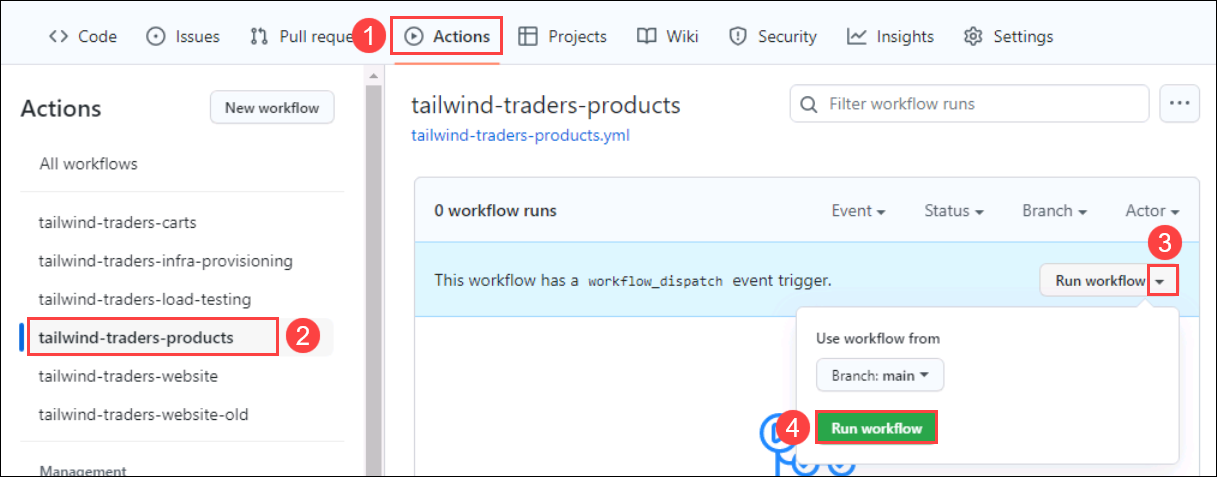 Code Issues Pull reque 1 Actions Projects Wiki Security Insights Settings
Actions New workflow
All workflows
tailwind-traders-carts
tailwind-traders-infra-provisioning
tailwind-traders-load-testing
tailwind-traders-products 2
tailwind-traders-website
tailwind-traders-website-old
Management
tailwind-traders-products Filter workflow runs
tailwind-traders-products.yml
0 workflow runs Event Status Branch Actor
3
This workflow has a workflow_dispatch event trigger. Run workflow
Use workflow from
Branch: main
4 Run workflow